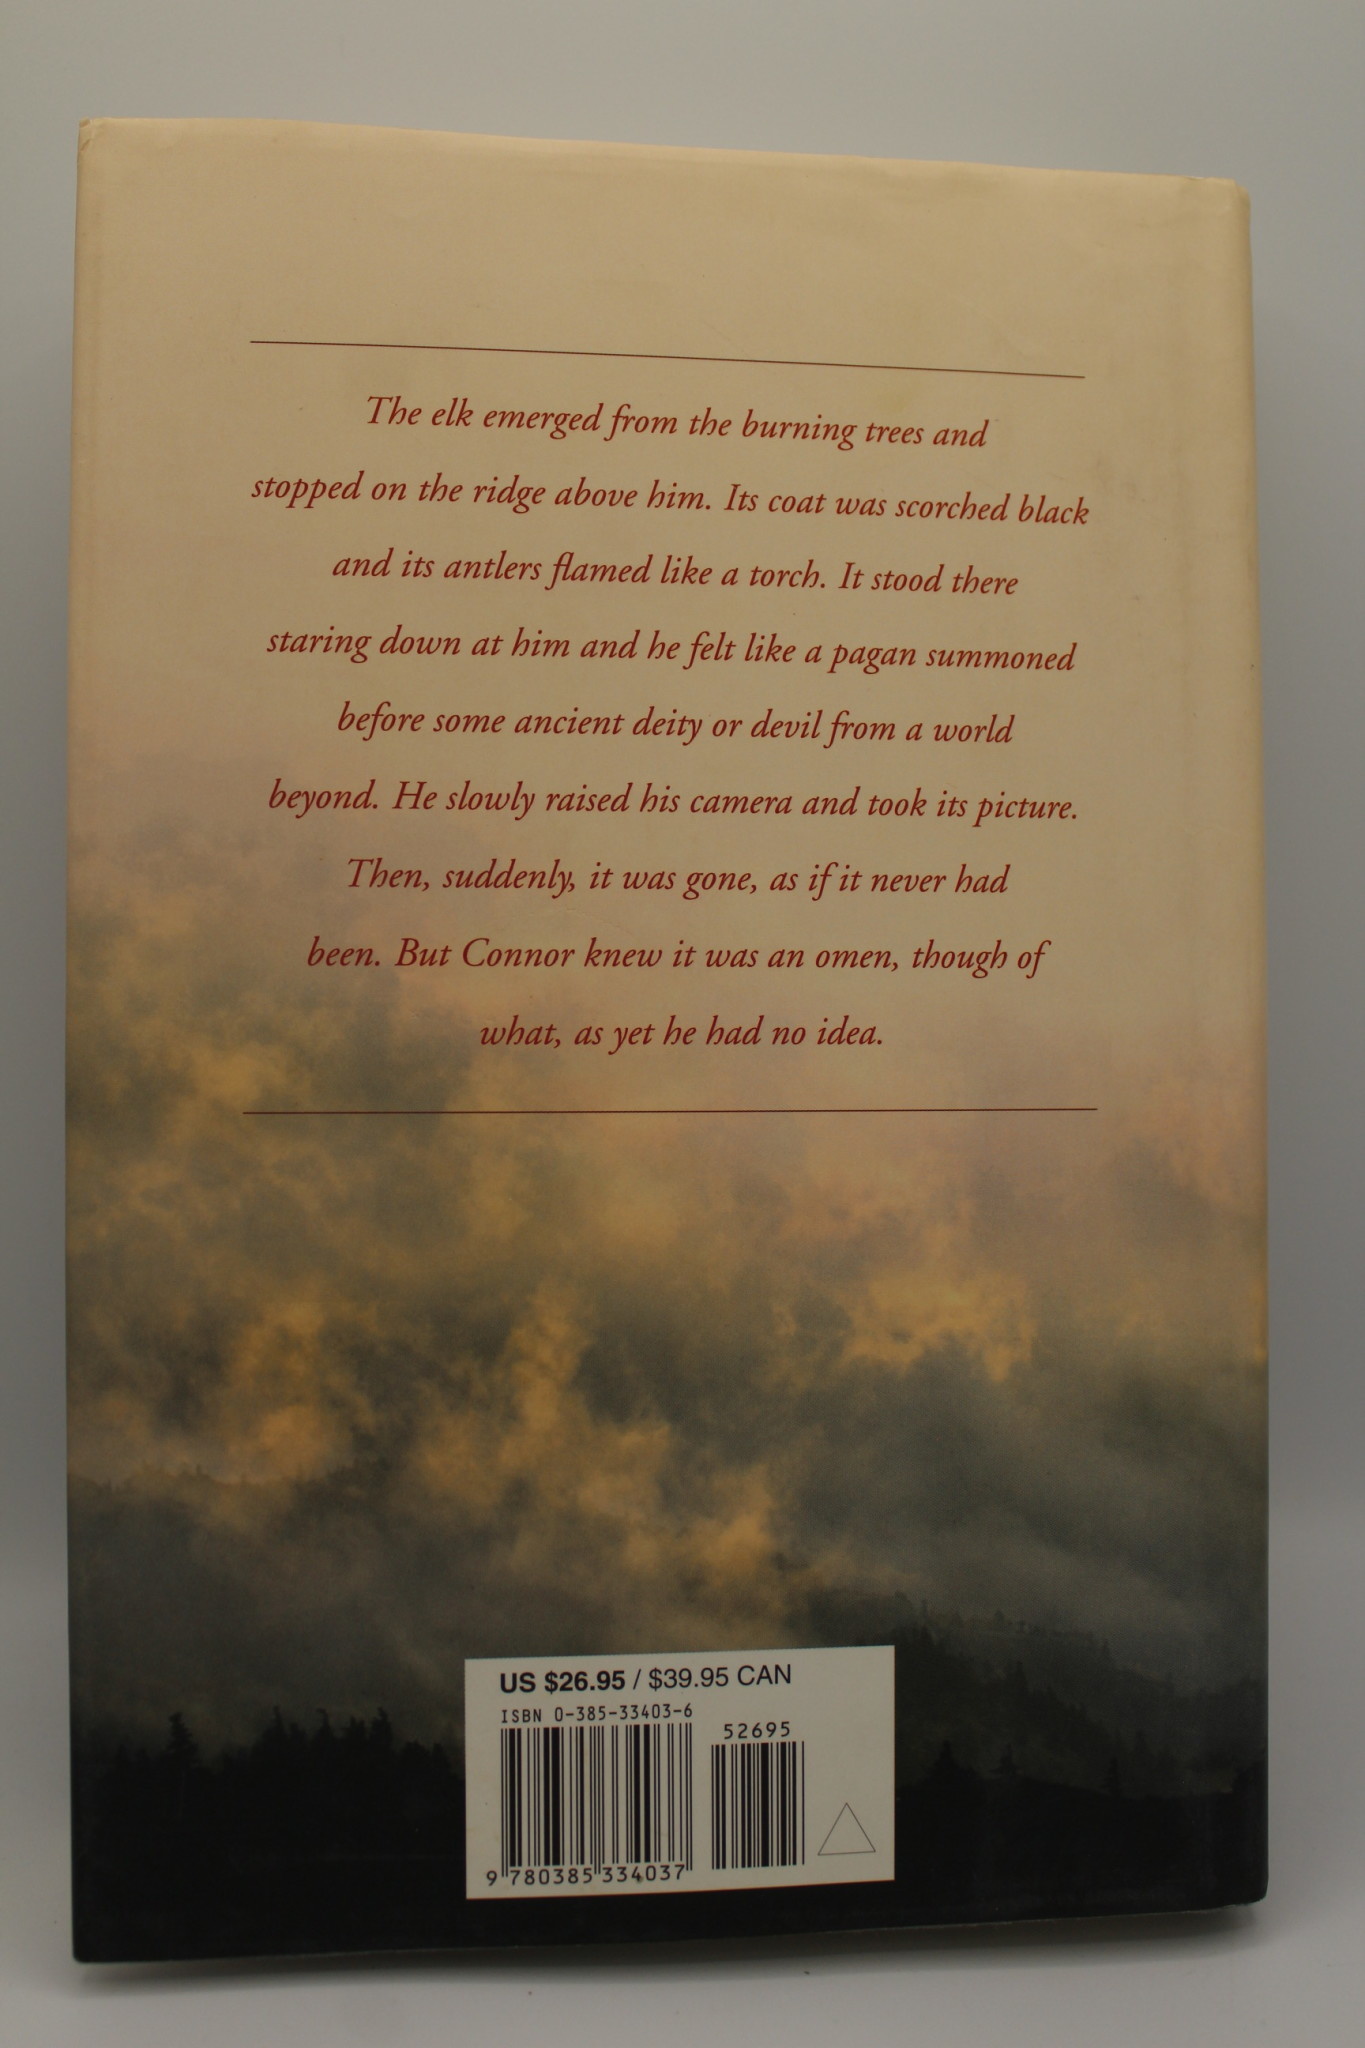 The elk emerged from the burning trees and
stopped on the ridge above him. Its coat was scorched black
and its antlers flamed like a torch. It stood there
staring down at him and he felt like a pagan summoned
before some ancient deity or devil from a world
beyond. He slowly raised his camera and took its picture.
Then, suddenly, it was gone, as if it never had
been. But Connor knew it was an omen, though of
what, as yet he had no idea.
US $26.95 / $39.95 CAN
ISBN 0-385-33403-6
52695
9 780385 334037